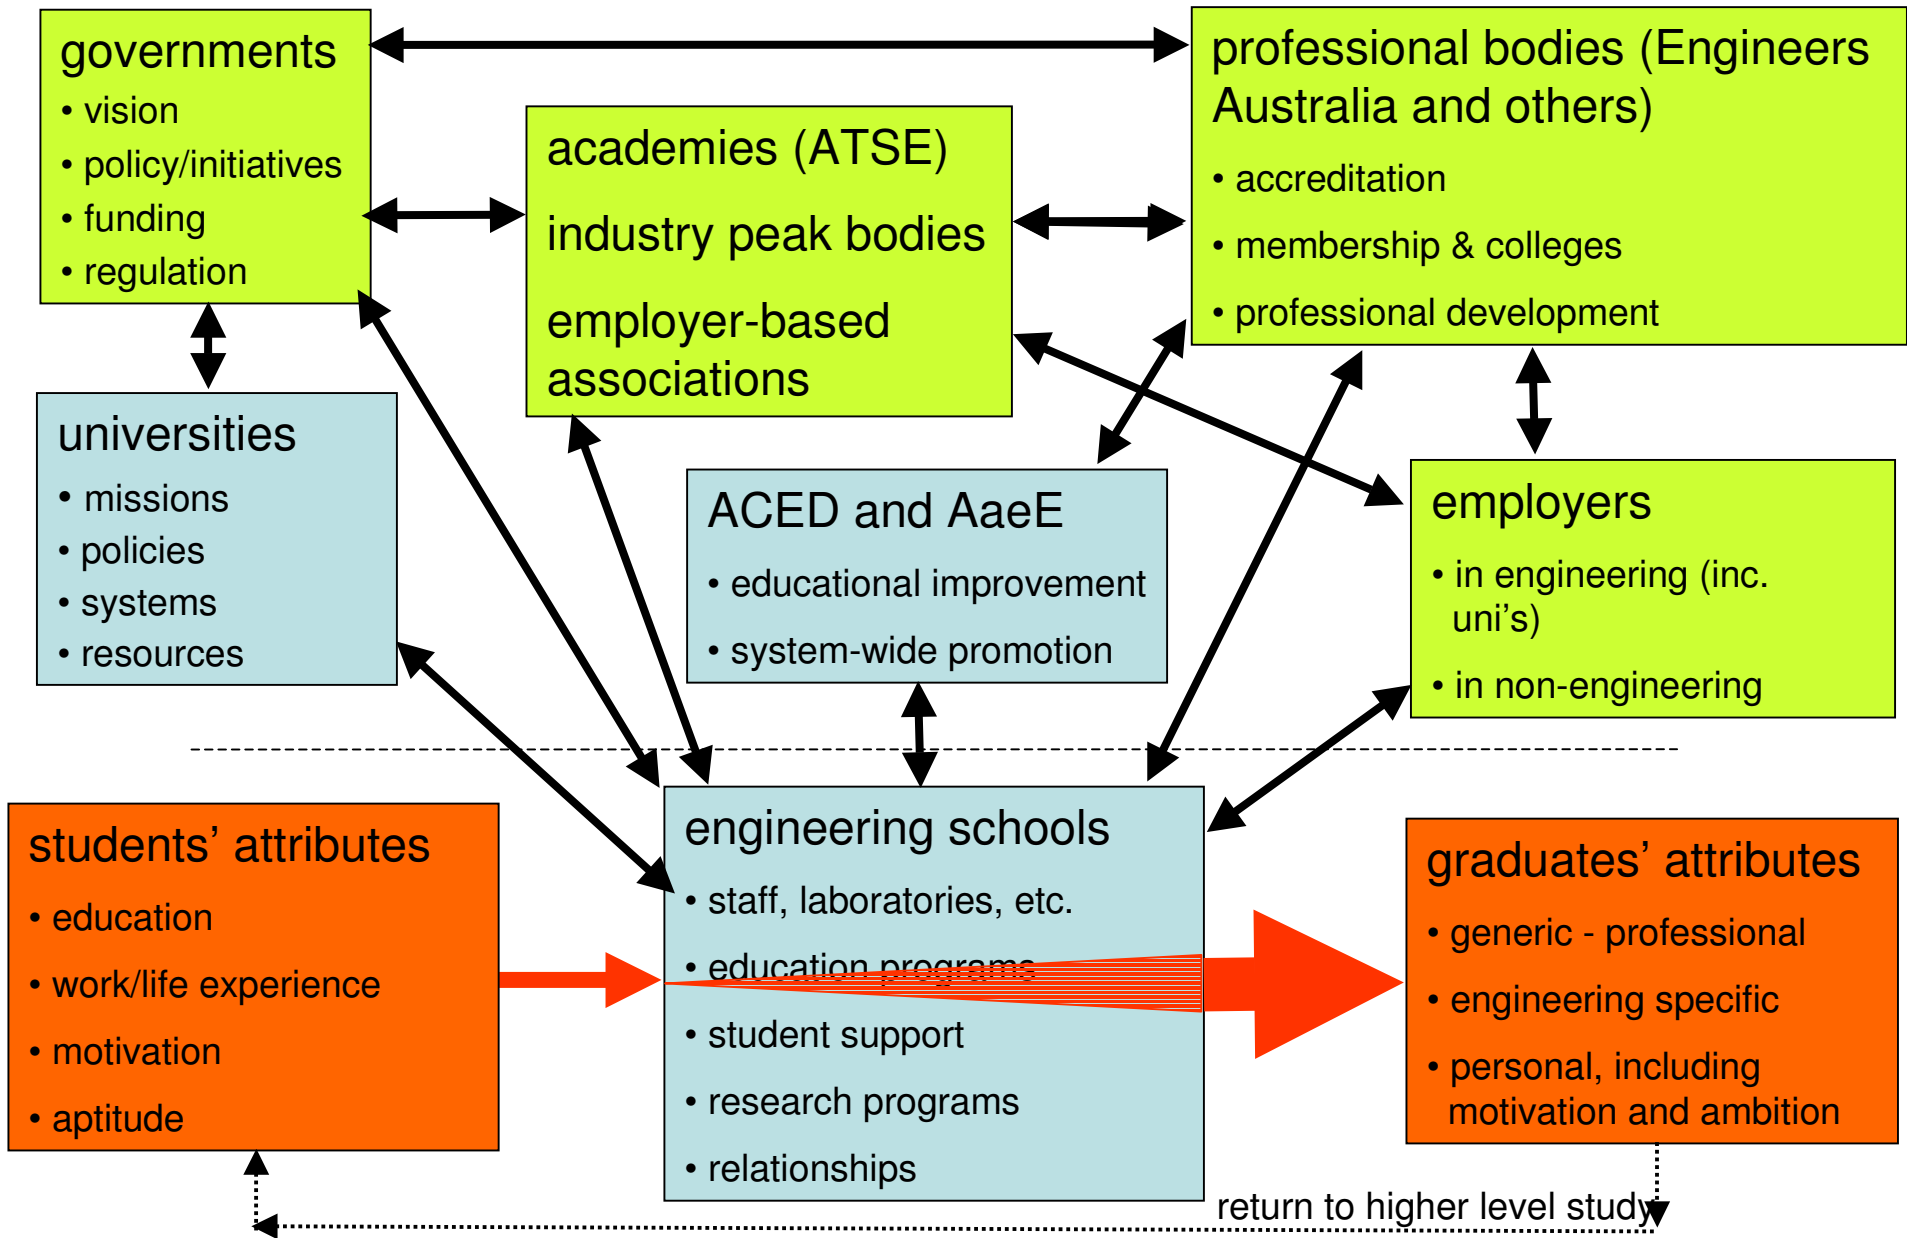 governments
• vision
• policy/initiatives
• funding
• regulation
academies (ATSE)
industry peak bodies
employer-based
associations
professional bodies (Engineers
Australia and others)
• accreditation
• membership & colleges
• professional development
universities
• missions
• policies
• systems
• resources
ACED and AaeE
• educational improvement
• system-wide promotion
employers
• in engineering (inc.
uni's)
• in non-engineering
students’ attributes
• education
• work/life experience
• motivation
• aptitude
engineering schools
• staff, laboratories, etc.
• education programs
• student support
• research programs
• relationships
graduates’ attributes
• generic - professional
• engineering specific
• personal, including
motivation and ambition
return to higher level study